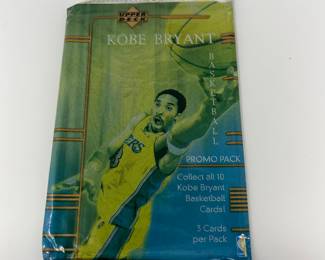 UPPER DECK
KOBE BRYANT
BASKETBALL
PROMO PACK
Collect all 10
Kobe Bryant
Basketball
Cards!
3 Cards
per Pack